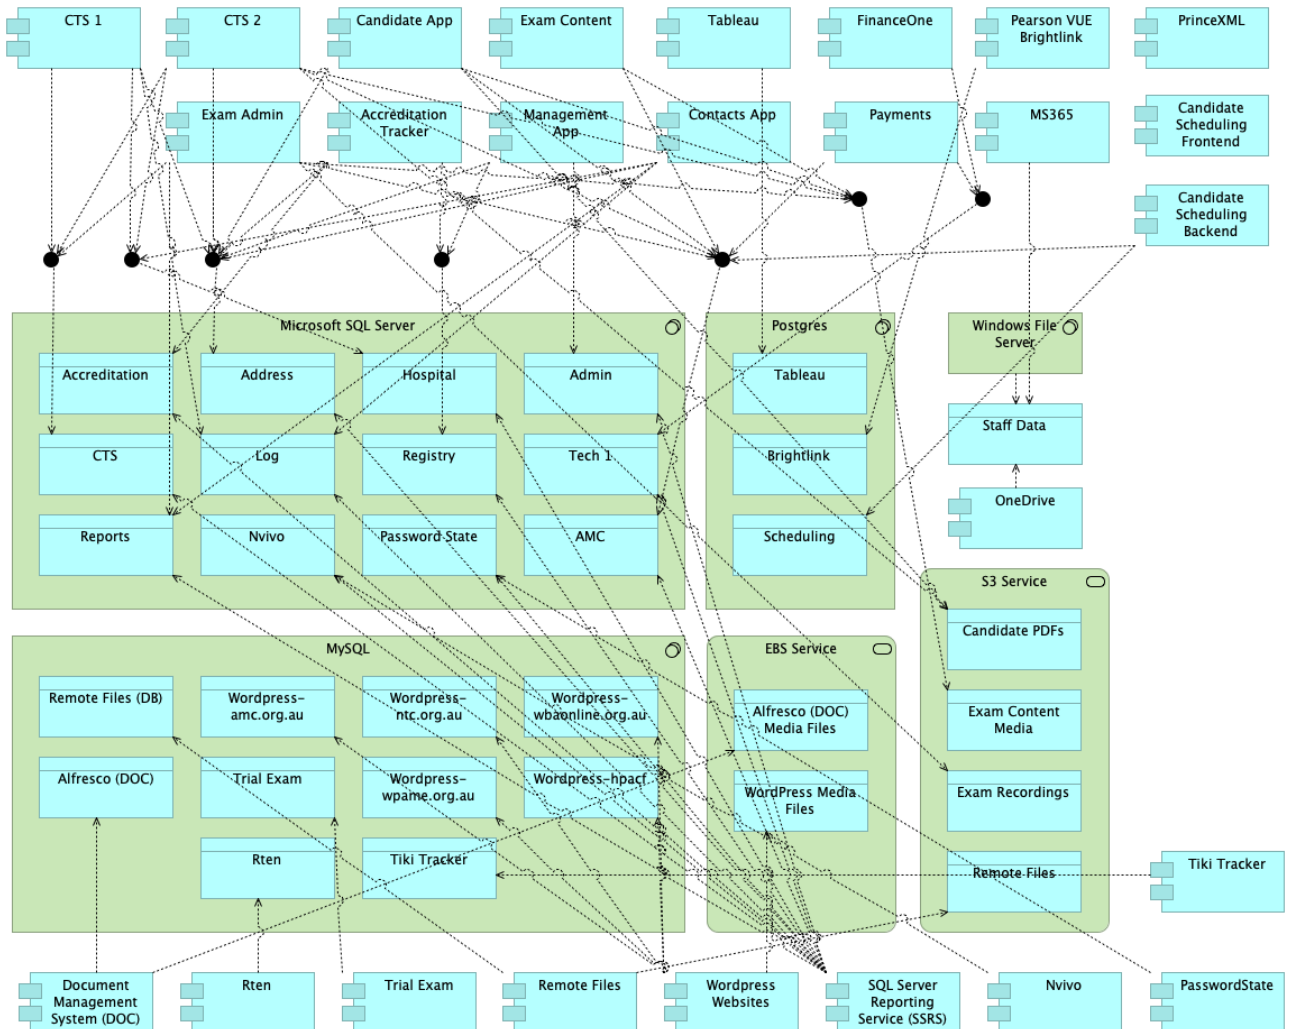 CTS 1
CTS 2
Candidate App
Exam Content
Tableau
FinanceOne
Pearson VUE
Brightlink
PrinceXML
Exam Admin
Accreditation
Tracker
Management
App
Contacts App
Payments
MS365
Candidate
Scheduling
Frontend
Candidate
Scheduling
Backend
Microsoft SQL Server
Postgres
Windows File
Server
Accreditation
Address
Hospital
Admin
Tableau
Staff Data
CTS
Log
Registry
Tech 1
Brightlink
OneDrive
Reports
Nvivo
Password State
AMC
Scheduling
S3 Service
Candidate PDFs
MySQL
EBS Service
Remote Files (DB)
Wordpress-
amc.org.au
Wordpress-
ntc.org.au
Wordpress-
wbaonline.org.au
Alfresco (DOC)
Media Files
Exam Content
Media
Alfresco (DOC)
Trial Exam
Wordpress-
wpame.org.au
Wordpress-hpacf
WordPress Media
Files
Exam Recordings
Rten
Tiki Tracker
Remote Files
Tiki Tracker
Document
Management
System (DOC)
Rten
Trial Exam
Remote Files
Wordpress
Websites
SQL Server
Reporting
Service (SSRS)
Nvivo
PasswordState